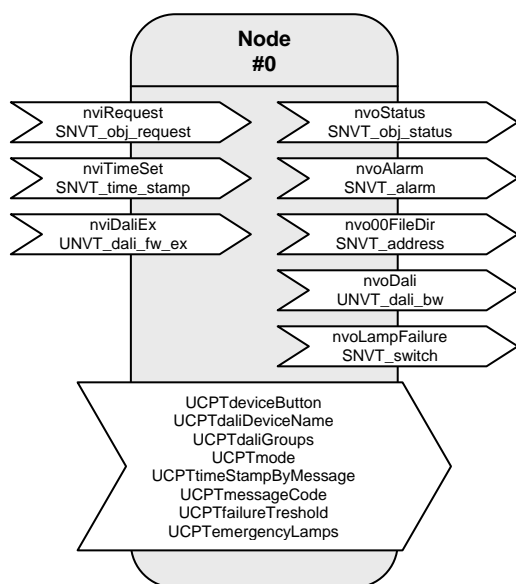 Node
#0
nviRequest
SNVT_obj_request
nvoStatus
SNVT_obj_status
nviTimeSet
SNVT_time_stamp
nvoAlarm
SNVT_alarm
nviDaliEx
UNVT_dali_fw_ex
nvo00FileDir
SNVT_address
nvoDali
UNVT_dali_bw
nvoLampFailure
SNVT_switch
UCPTdeviceButton
UCPTdaliDeviceName
UCPTdaliGroups
UCPTmode
UCPTtimeStampByMessage
UCPTmessageCode
UCPTfailureTreshold
UCPTemergencyLamps